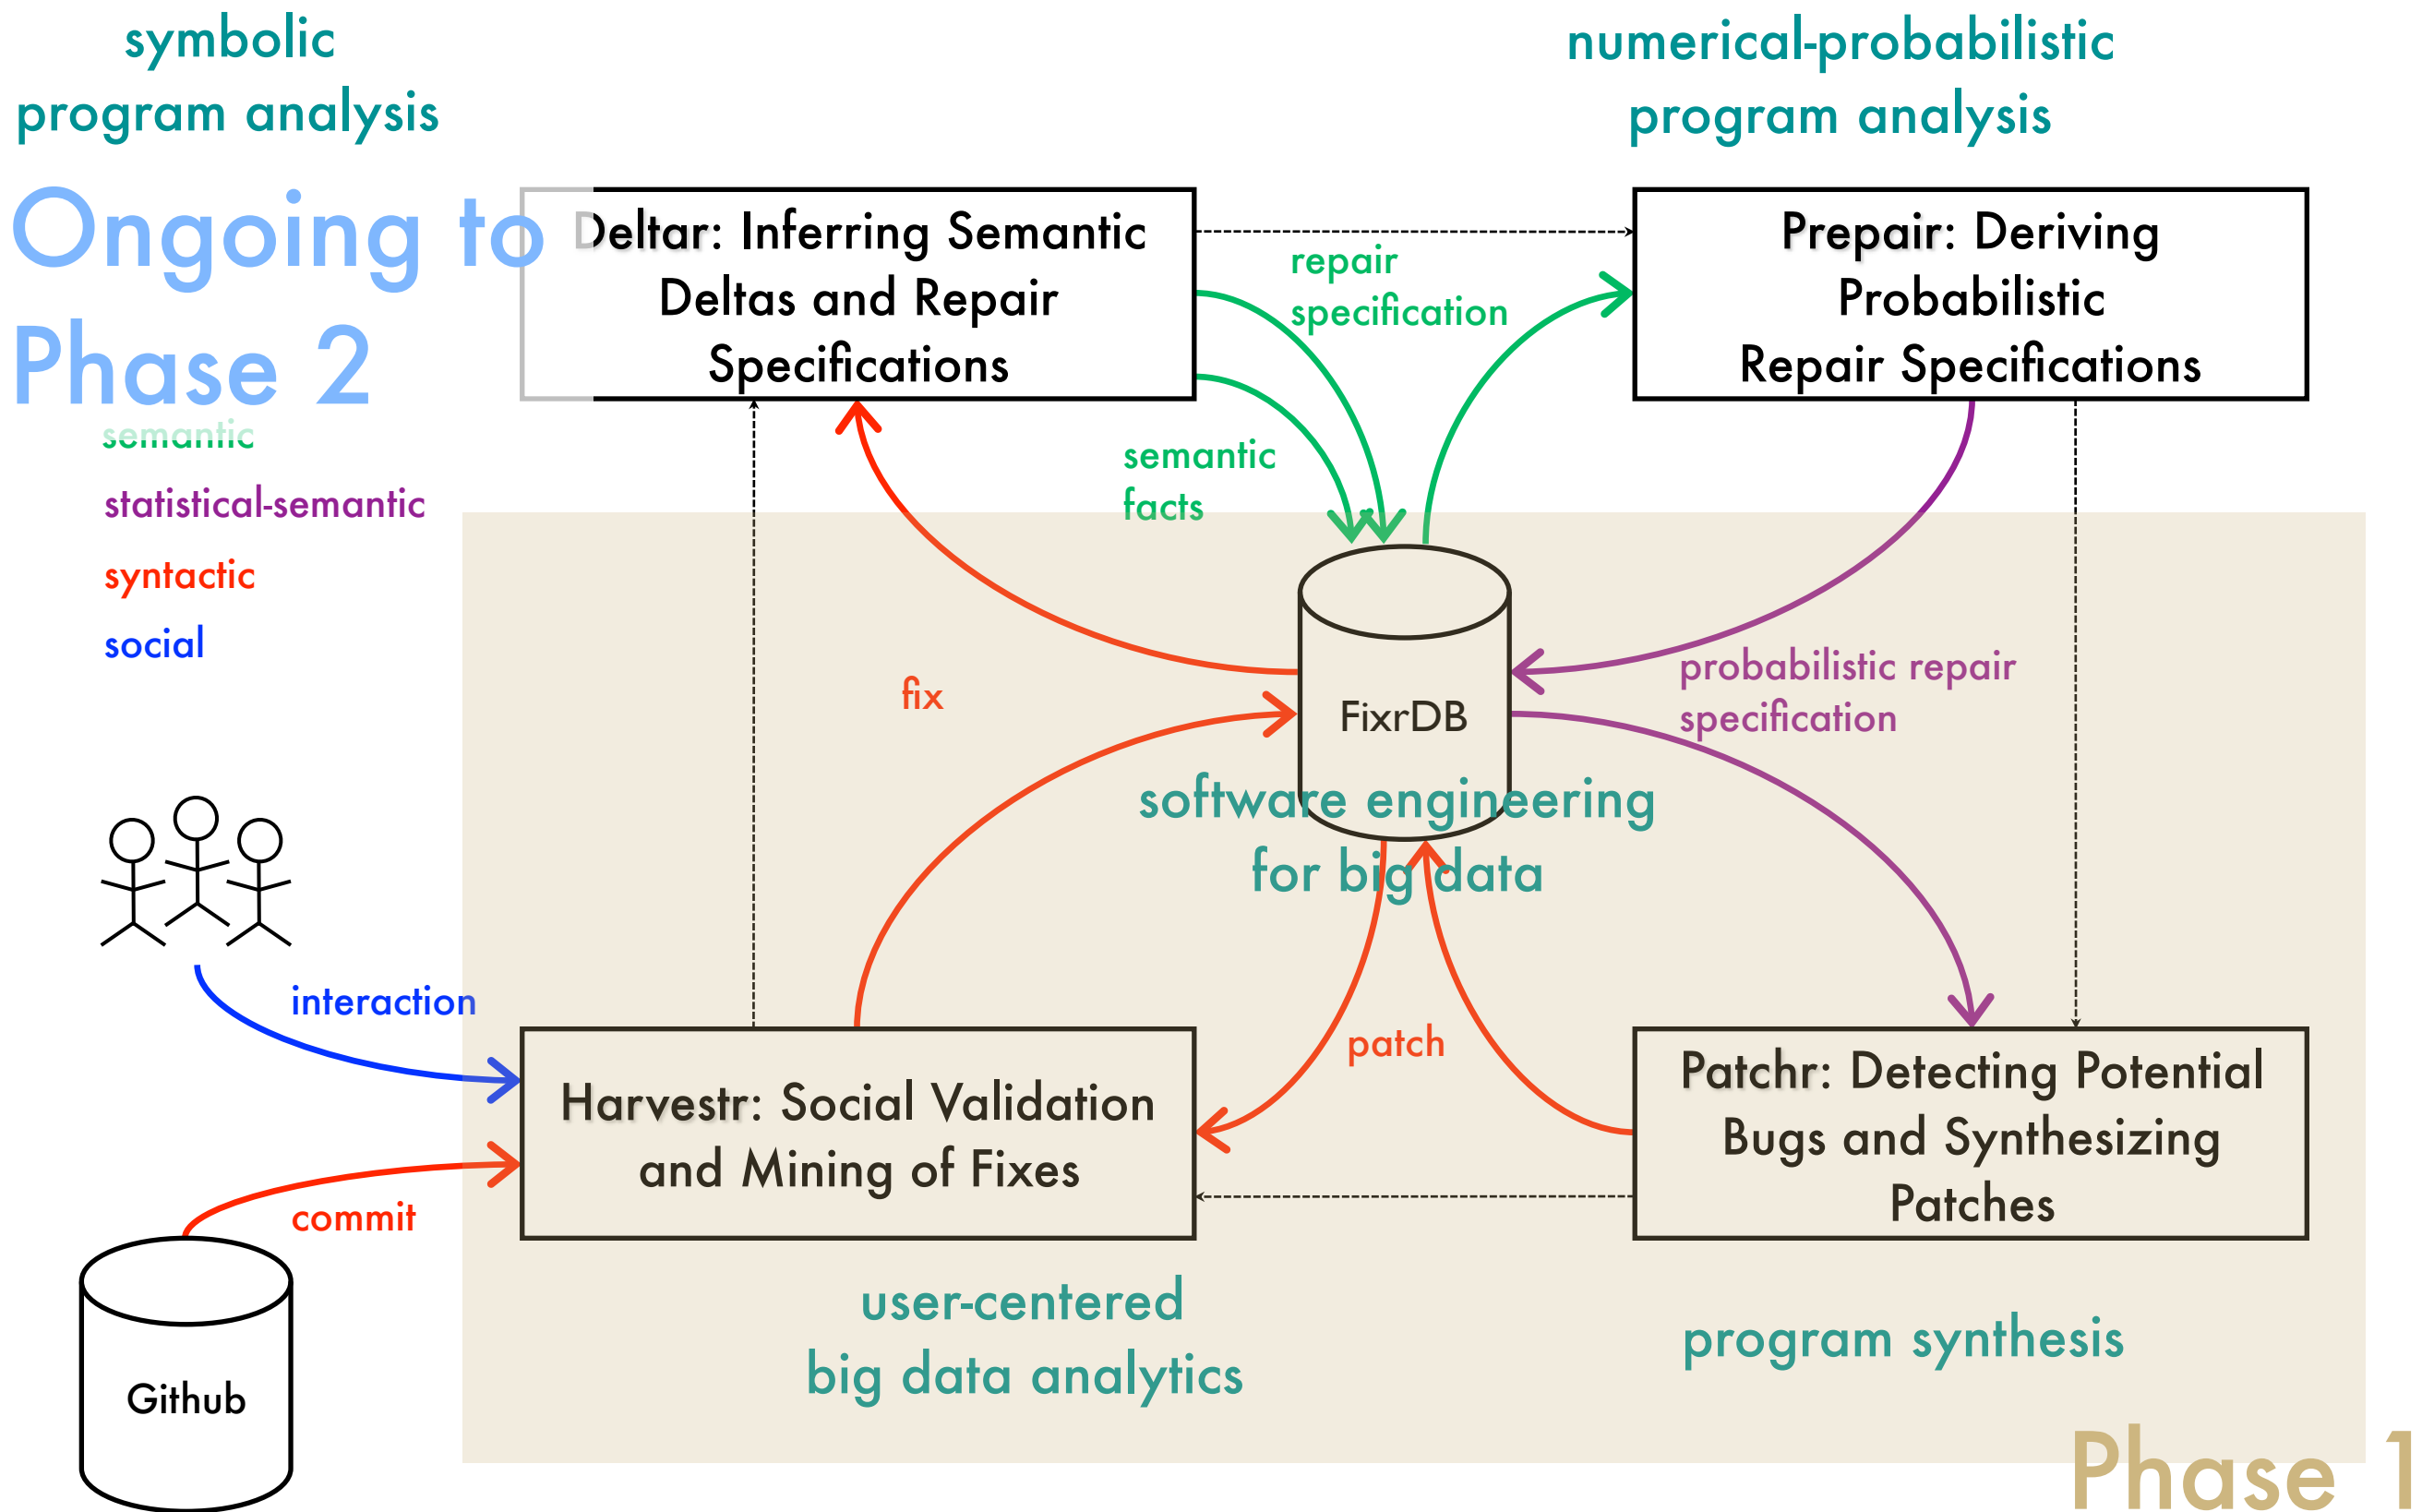 symbolic
program analysis
numerical-probabilistic
program analysis
Ongoing to
Phase 2
Deltar: Inferring Semantic
Deltas and Repair
Specifications
repair
specification
Prepair: Deriving
Probabilistic
Repair Specifications
semantic
statistical-semantic
syntactic
social
semantic
facts
fix
FixrDB
probabilistic repair
specification
software engineering
for big data
interaction
patch
Harvestr: Social Validation
and Mining of Fixes
Patchr: Detecting Potential
Bugs and Synthesizing
Patches
commit
Github
user-centered
big data analytics
program synthesis
Phase 1